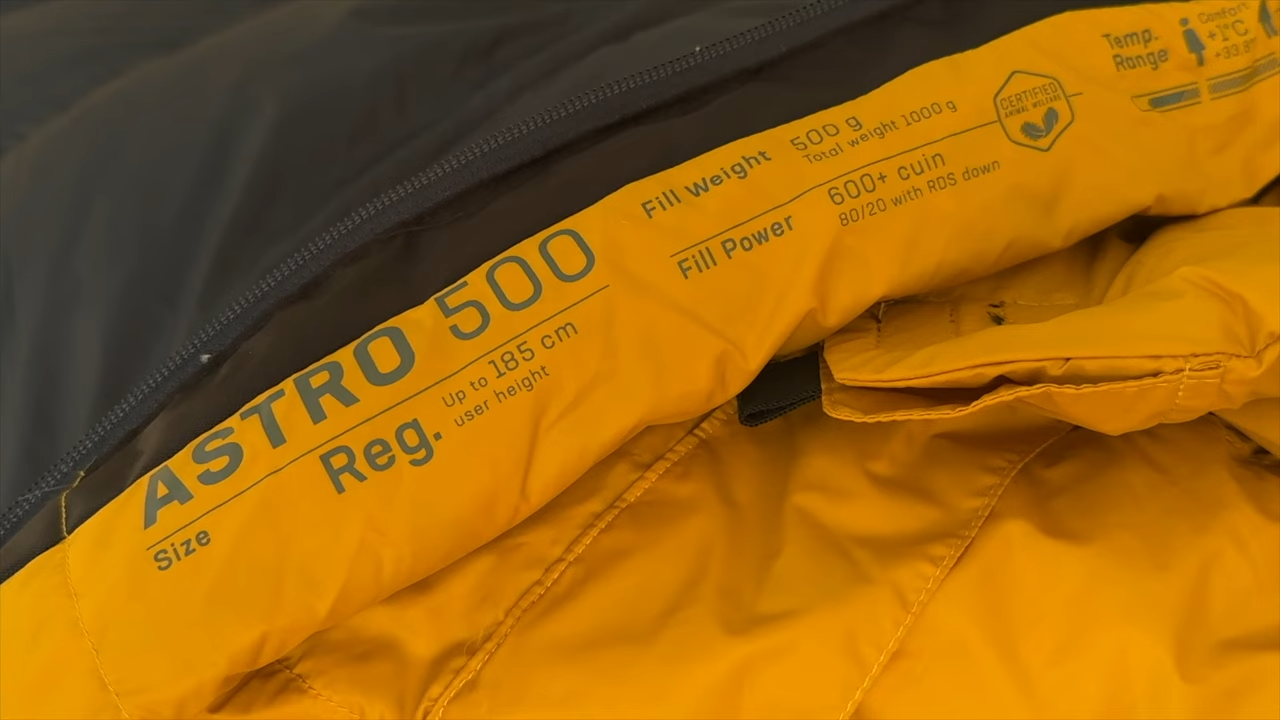 ASTRO 500
Size
Reg.
Up to 185 cm
user height
Fill Weight
500 g
Total weight 1000 g
Fill Power
600+ cuin
80/20 with RDS down
CERTIFIED
ANIMAL WELFARE
Temp.
Range
Comfort
+1°C
+33.8°